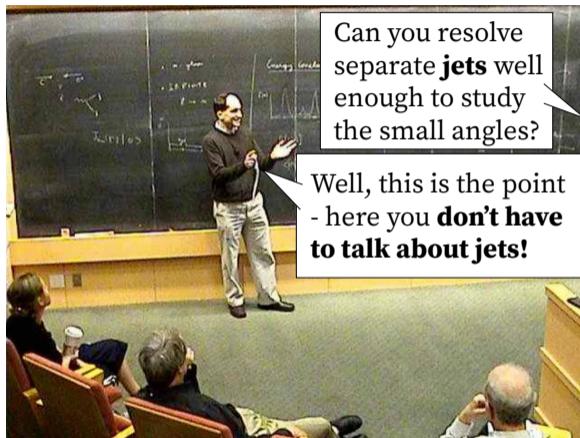 Can you resolve
separate jets well
enough to study
the small angles?
Well, this is the point
- here you don't have
to talk about jets!